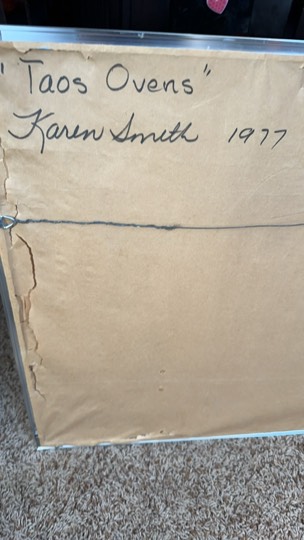 "Taos Ovens"
Karen Smith 1977